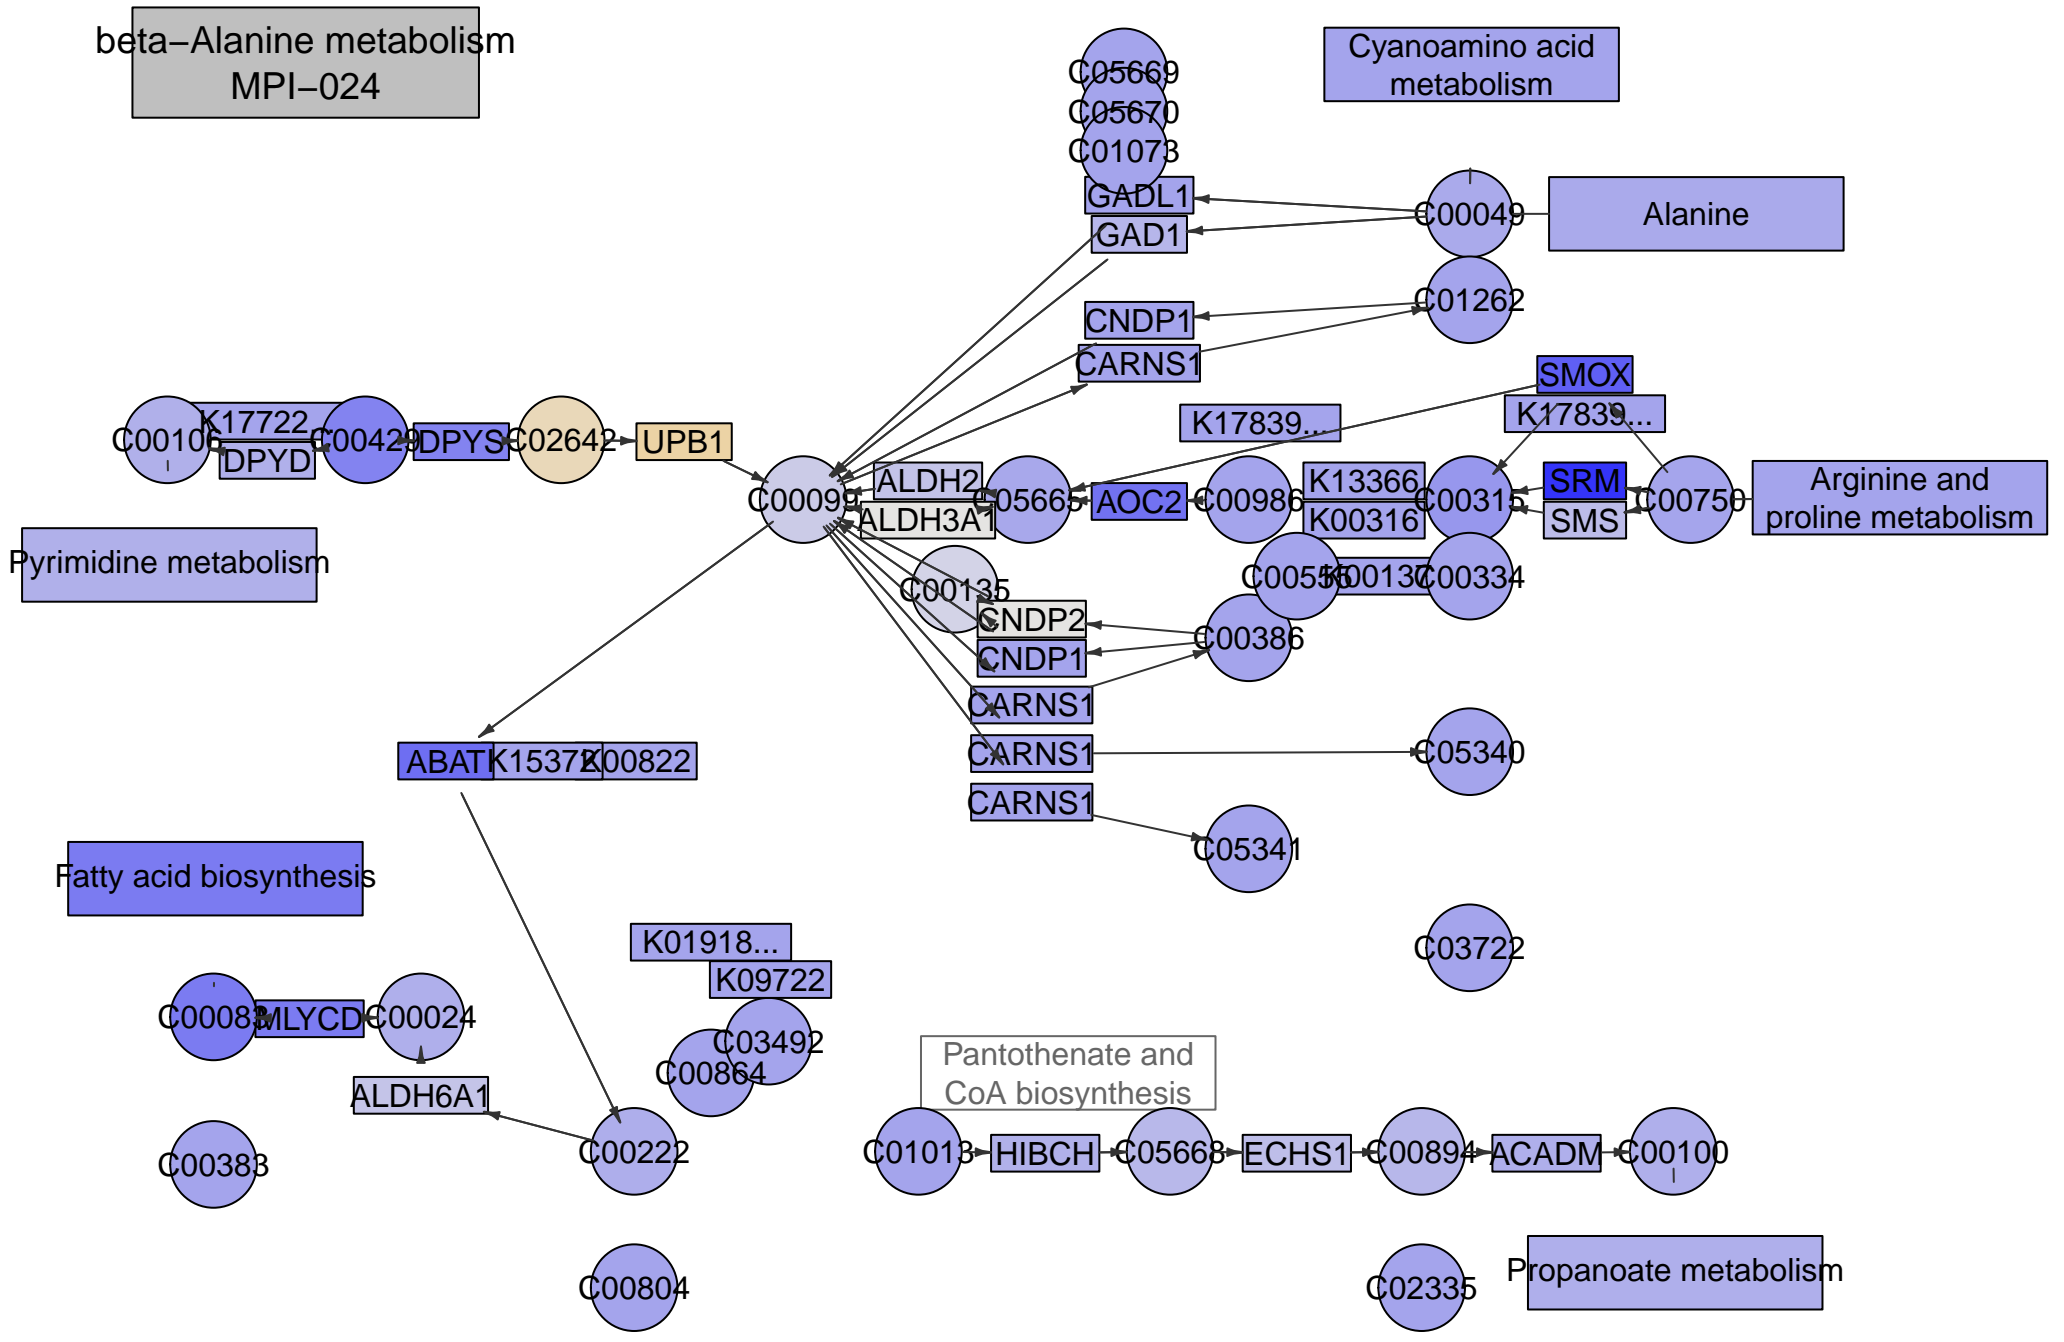 beta−Alanine metabolism
MPI−024
C05669
C05670
C01073
Cyanoamino acid
metabolism
GADL1
GAD1
C00049
Alanine
C01262
CNDP1
CARNS1
SMOX
K17839...
K17839...
K17722...
C00106
DPYD
C00429
DPYS
C02642
UPB1
C00099
ALDH2
ALDH3A1
C05665
AOC2
C00986
K13366
K00316
C00315
SRM
SMS
C00750
Arginine and
proline metabolism
Pyrimidine metabolism
C00135
C00555
K00137
C00334
CNDP2
CNDP1
C00386
CARNS1
CARNS1
CARNS1
C05340
C05341
ABAT
K15372
K00822
Fatty acid biosynthesis
K01918...
K09722
C03722
C00083
MLYCD
C00024
C03492
C00864
ALDH6A1
Pantothenate and
CoA biosynthesis
C00383
C00222
C01013
HIBCH
C05668
ECHS1
C00894
ACADM
C00100
C00804
C02335
Propanoate metabolism